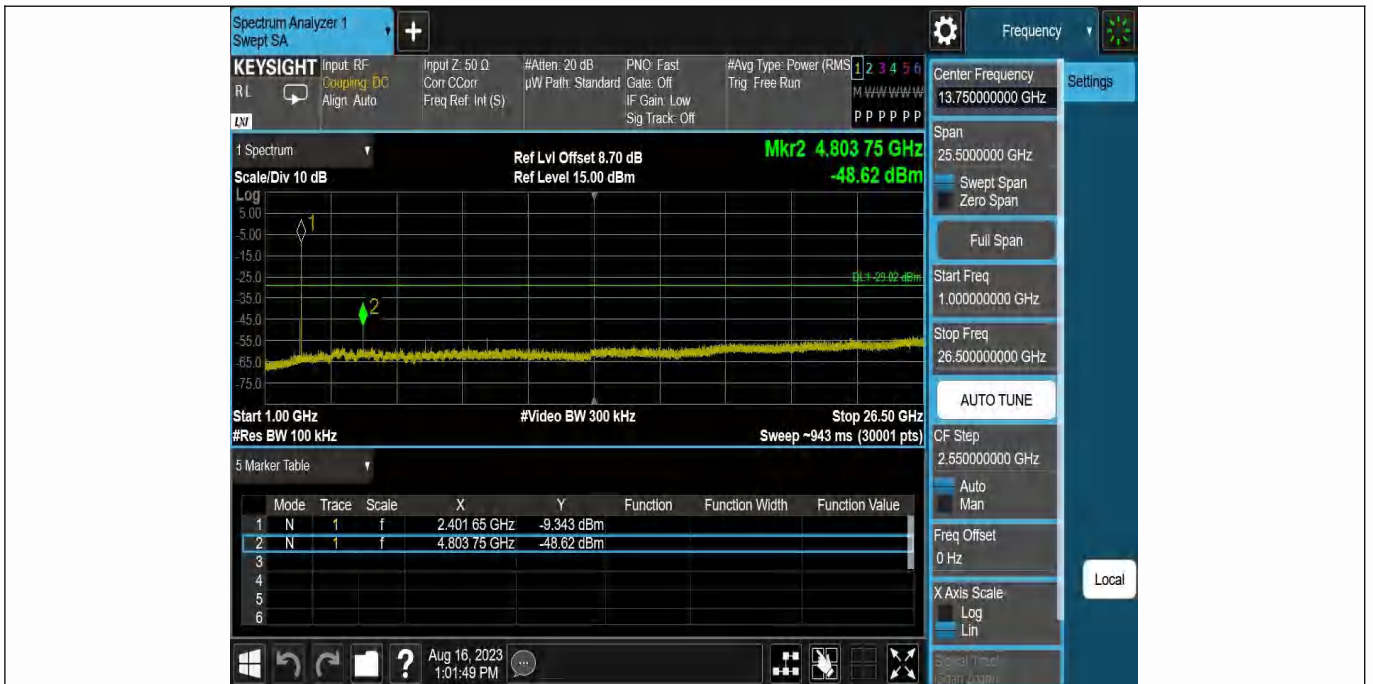 Spectrum Analyzer 1
Swept SA
+
Frequency
KEYSIGHT
RL
LXI
Input: RF
Coupling: DC
Align: Auto
Input Z: 50 Ω
Corr CCorr
Freq Ref: Int (S)
#Atten: 20 dB
µW Path: Standard
PNO: Fast
Gate: Off
IF Gain: Low
Sig Track: Off
#Avg Type: Power (RMS
Trig: Free Run
1 2 3 4 5 6
M W W W W W
P P P P P P
Center Frequency
13.750000000 GHz
Settings
Span
25.5000000 GHz
Swept Span
Zero Span
Full Span
Start Freq
1.000000000 GHz
Stop Freq
26.500000000 GHz
AUTO TUNE
CF Step
2.550000000 GHz
Auto
Man
Freq Offset
0 Hz
X Axis Scale
Log
Lin
Local
1 Spectrum
Scale/Div 10 dB
Ref Lvl Offset 8.70 dB
Ref Level 15.00 dBm
Mkr2 4.803 75 GHz
-48.62 dBm
Log
5.00
-5.00
-15.0
-25.0
-35.0
-45.0
-55.0
-65.0
-75.0
1
2
DL1 -29.02 dBm
Start 1.00 GHz
#Video BW 300 kHz
Stop 26.50 GHz
#Res BW 100 kHz
Sweep ~943 ms (30001 pts)
5 Marker Table
Mode Trace Scale X Y Function Function Width Function Value
1 N 1 f 2.401 65 GHz -9.343 dBm
2 N 1 f 4.803 75 GHz -48.62 dBm
3
4
5
6
?
Aug 16, 2023
1:01:49 PM